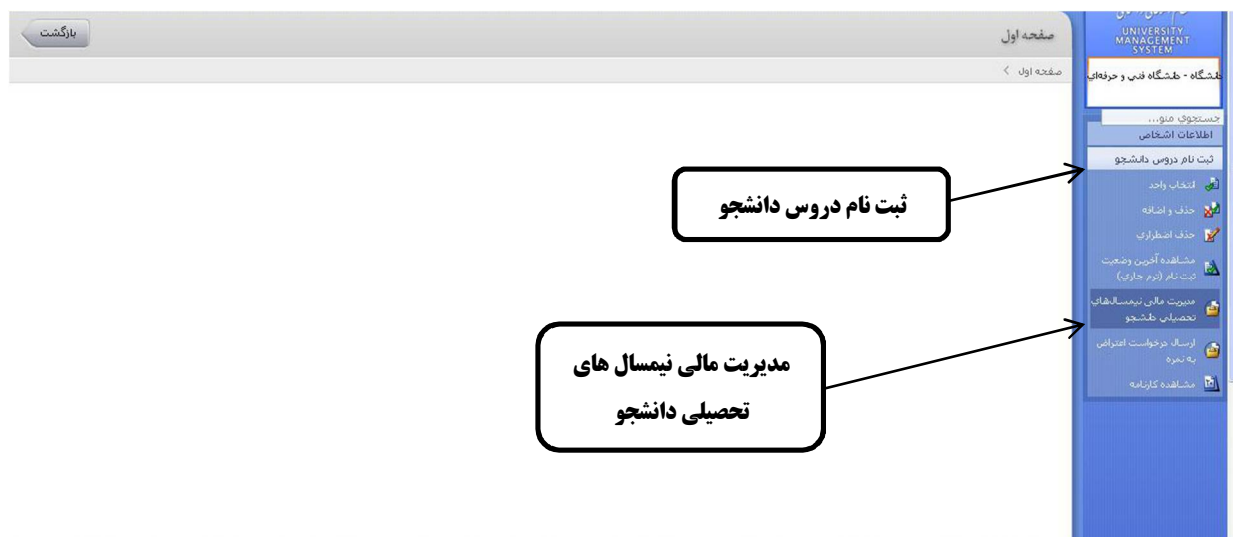 بازگشت
صفحه اول
صفحه اول >
UNIVERSITY
MANAGEMENT
SYSTEM
دانشگاه - دانشگاه فني و حرفه‌اي
جستجوي منو...
اطلاعات اشخاص
ثبت نام دروس دانشجو
انتخاب واحد
حذف و اضافه
حذف اضطراري
مشاهده آخرين وضعيت
ثبت نام (ترم جاري)
مديريت مالي نيمسالهاي
تحصيلي دانشجو
ارسال درخواست اعتراض
به نمره
مشاهده كارنامه
ثبت نام دروس دانشجو
مدیریت مالی نیمسال های
تحصیلی دانشجو